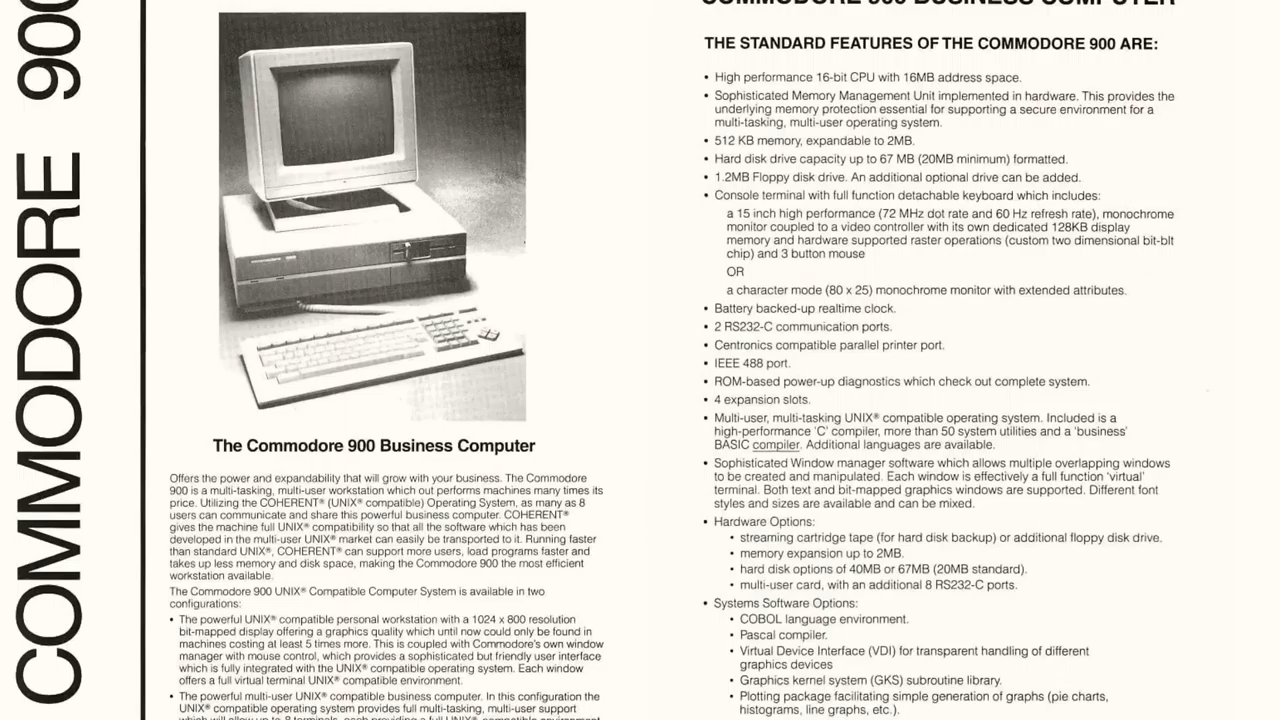 COMMODORE 900
The Commodore 900 Business Computer
Offers the power and expandability that will grow with your business. The Commodore
900 is a multi-tasking, multi-user workstation which out performs machines many times its
price. Utilizing the COHERENT® (UNIX® compatible) Operating System, as many as 8
users can communicate and share this powerful business computer. COHERENT®
gives the machine full UNIX® compatibility so that all the software which has been
developed in the multi-user UNIX® market can easily be transported to it. Running faster
than standard UNIX®, COHERENT® can support more users, load programs faster and
takes up less memory and disk space, making the Commodore 900 the most efficient
workstation available.
The Commodore 900 UNIX® Compatible Computer System is available in two
configurations:
• The powerful UNIX® compatible personal workstation with a 1024 x 800 resolution
bit-mapped display offering a graphics quality which until now could only be found in
machines costing at least 5 times more. This is coupled with Commodore's own window
manager with mouse control, which provides a sophisticated but friendly user interface
which is fully integrated with the UNIX® compatible operating system. Each window
offers a full virtual terminal UNIX® compatible environment.
• The powerful multi-user UNIX® compatible business computer. In this configuration the
UNIX® compatible operating system provides full multi-tasking, multi-user support
which will allow up to 8 terminals, each providing a full UNIX® compatible environment
COMMODORE 900 BUSINESS COMPUTER
THE STANDARD FEATURES OF THE COMMODORE 900 ARE:
• High performance 16-bit CPU with 16MB address space.
• Sophisticated Memory Management Unit implemented in hardware. This provides the
underlying memory protection essential for supporting a secure environment for a
multi-tasking, multi-user operating system.
• 512 KB memory, expandable to 2MB.
• Hard disk drive capacity up to 67 MB (20MB minimum) formatted.
• 1.2MB Floppy disk drive. An additional optional drive can be added.
• Console terminal with full function detachable keyboard which includes:
a 15 inch high performance (72 MHz dot rate and 60 Hz refresh rate), monochrome
monitor coupled to a video controller with its own dedicated 128KB display
memory and hardware supported raster operations (custom two dimensional bit-blt
chip) and 3 button mouse
OR
a character mode (80 x 25) monochrome monitor with extended attributes.
• Battery backed-up realtime clock.
• 2 RS232-C communication ports.
• Centronics compatible parallel printer port.
• IEEE 488 port.
• ROM-based power-up diagnostics which check out complete system.
• 4 expansion slots.
• Multi-user, multi-tasking UNIX® compatible operating system. Included is a
high-performance 'C' compiler, more than 50 system utilities and a 'business'
BASIC compiler. Additional languages are available.
• Sophisticated Window manager software which allows multiple overlapping windows
to be created and manipulated. Each window is effectively a full function 'virtual'
terminal. Both text and bit-mapped graphics windows are supported. Different font
styles and sizes are available and can be mixed.
• Hardware Options:
• streaming cartridge tape (for hard disk backup) or additional floppy disk drive.
• memory expansion up to 2MB.
• hard disk options of 40MB or 67MB (20MB standard).
• multi-user card, with an additional 8 RS232-C ports.
• Systems Software Options:
• COBOL language environment.
• Pascal compiler.
• Virtual Device Interface (VDI) for transparent handling of different
graphics devices
• Graphics kernel system (GKS) subroutine library.
• Plotting package facilitating simple generation of graphs (pie charts,
histograms, line graphs, etc.).